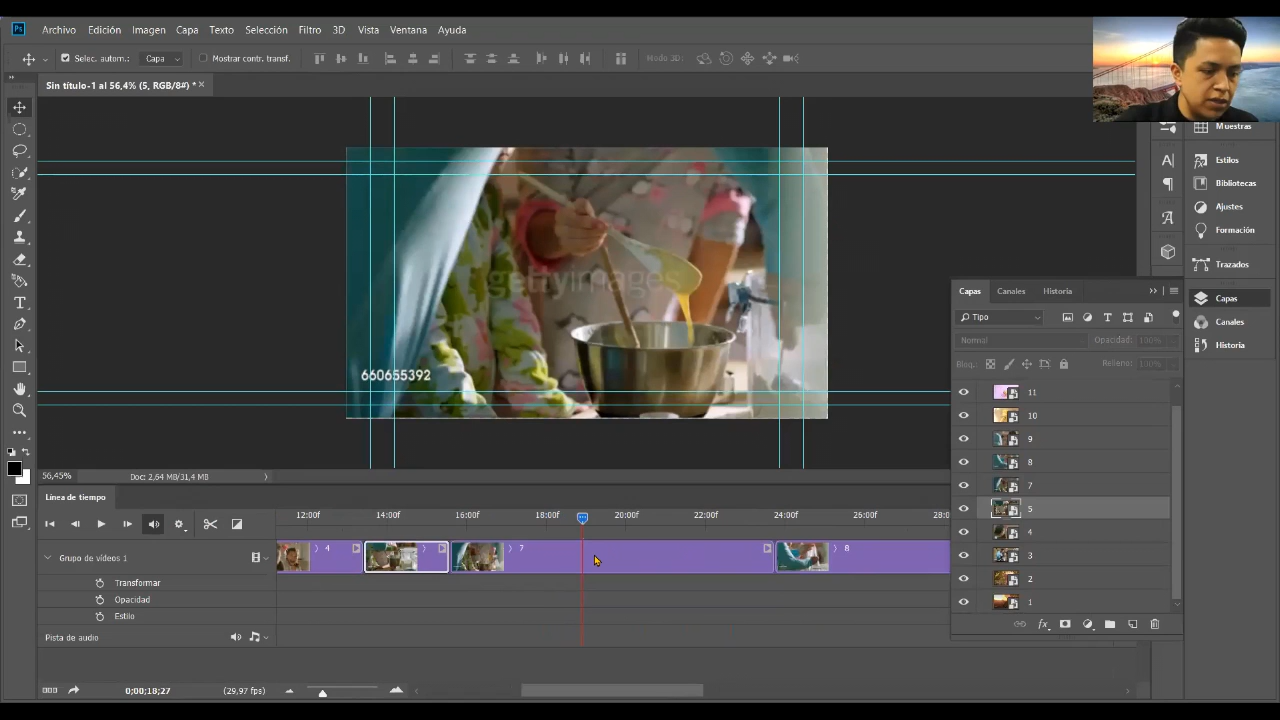 Ps Archivo Edición Imagen Capa Texto Selección Filtro 3D Vista Ventana Ayuda
Selec. autom.: Capa Mostrar contr. transf. Modo 3D:
Sin título-1 al 56,4% (5, RGB/8#) *
Muestras
Estilos
Bibliotecas
Ajustes
Formación
Trazados
Capas
Canales
Historia
gettyimages
660655392
Capas Canales Historia
Tipo
Normal Opacidad: 100%
Bloq.: Relleno: 100%
11
10
9
8
7
5
4
3
2
1
fx
56,45% Doc: 2,64 MB/31,4 MB
Línea de tiempo
12:00f 14:00f 16:00f 18:00f 20:00f 22:00f 24:00f 26:00f 28:0
Grupo de vídeos 1 4 7 8
Transformar
Opacidad
Estilo
Pista de audio
0;00;18;27 (29,97 fps)